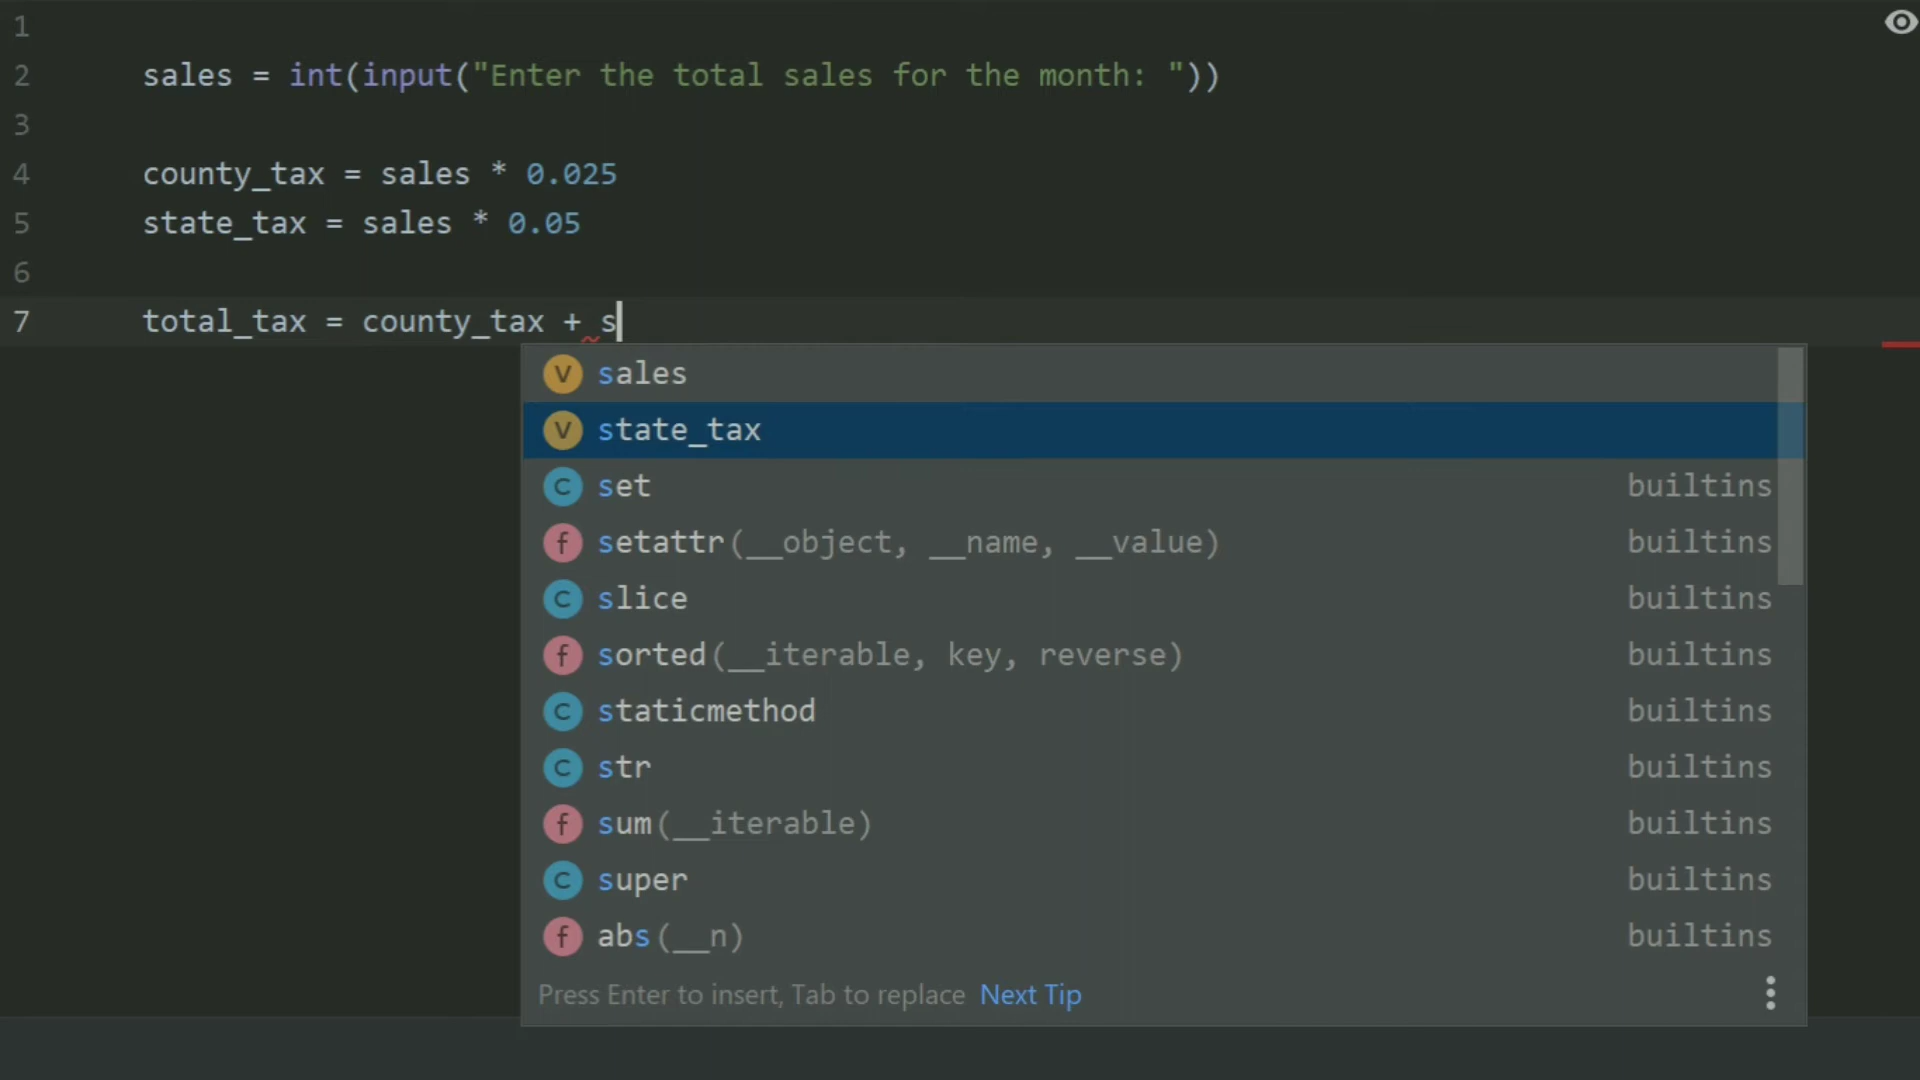 1
2 sales = int(input("Enter the total sales for the month: "))
3
4 county_tax = sales * 0.025
5 state_tax = sales * 0.05
6
7 total_tax = county_tax + s
V sales
V state_tax
C set builtins
f setattr(__object, __name, __value) builtins
C slice builtins
f sorted(__iterable, key, reverse) builtins
C staticmethod builtins
C str builtins
f sum(__iterable) builtins
C super builtins
f abs(__n) builtins
Press Enter to insert, Tab to replace Next Tip